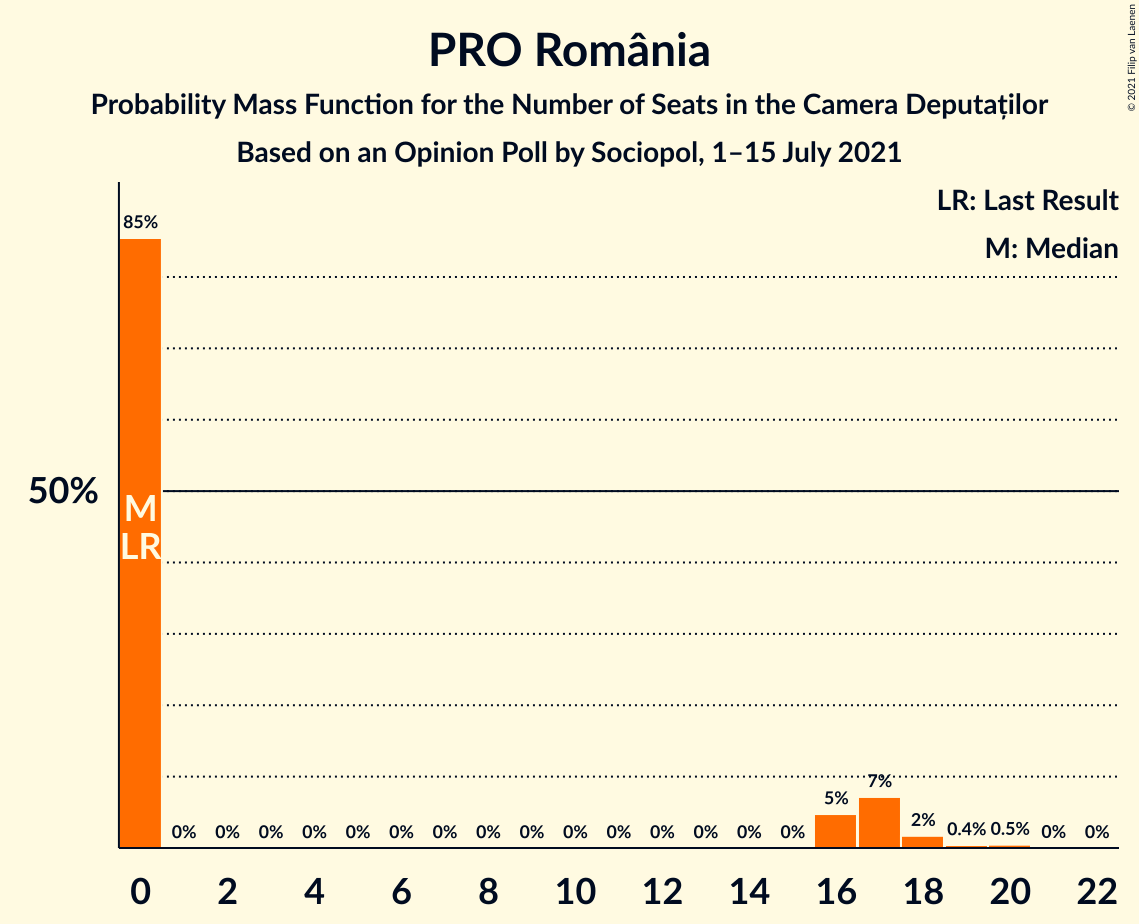 PRO România
Probability Mass Function for the Number of Seats in the Camera Deputaților
Based on an Opinion Poll by Sociopol, 1–15 July 2021
© 2021 Filip van Laenen
LR: Last Result
M: Median
85%
50%
M
LR
0% 0% 0% 0% 0% 0% 0% 0% 0% 0% 0% 0% 0% 0% 0% 5% 7% 2% 0.4% 0.5% 0% 0%
0 2 4 6 8 10 12 14 16 18 20 22